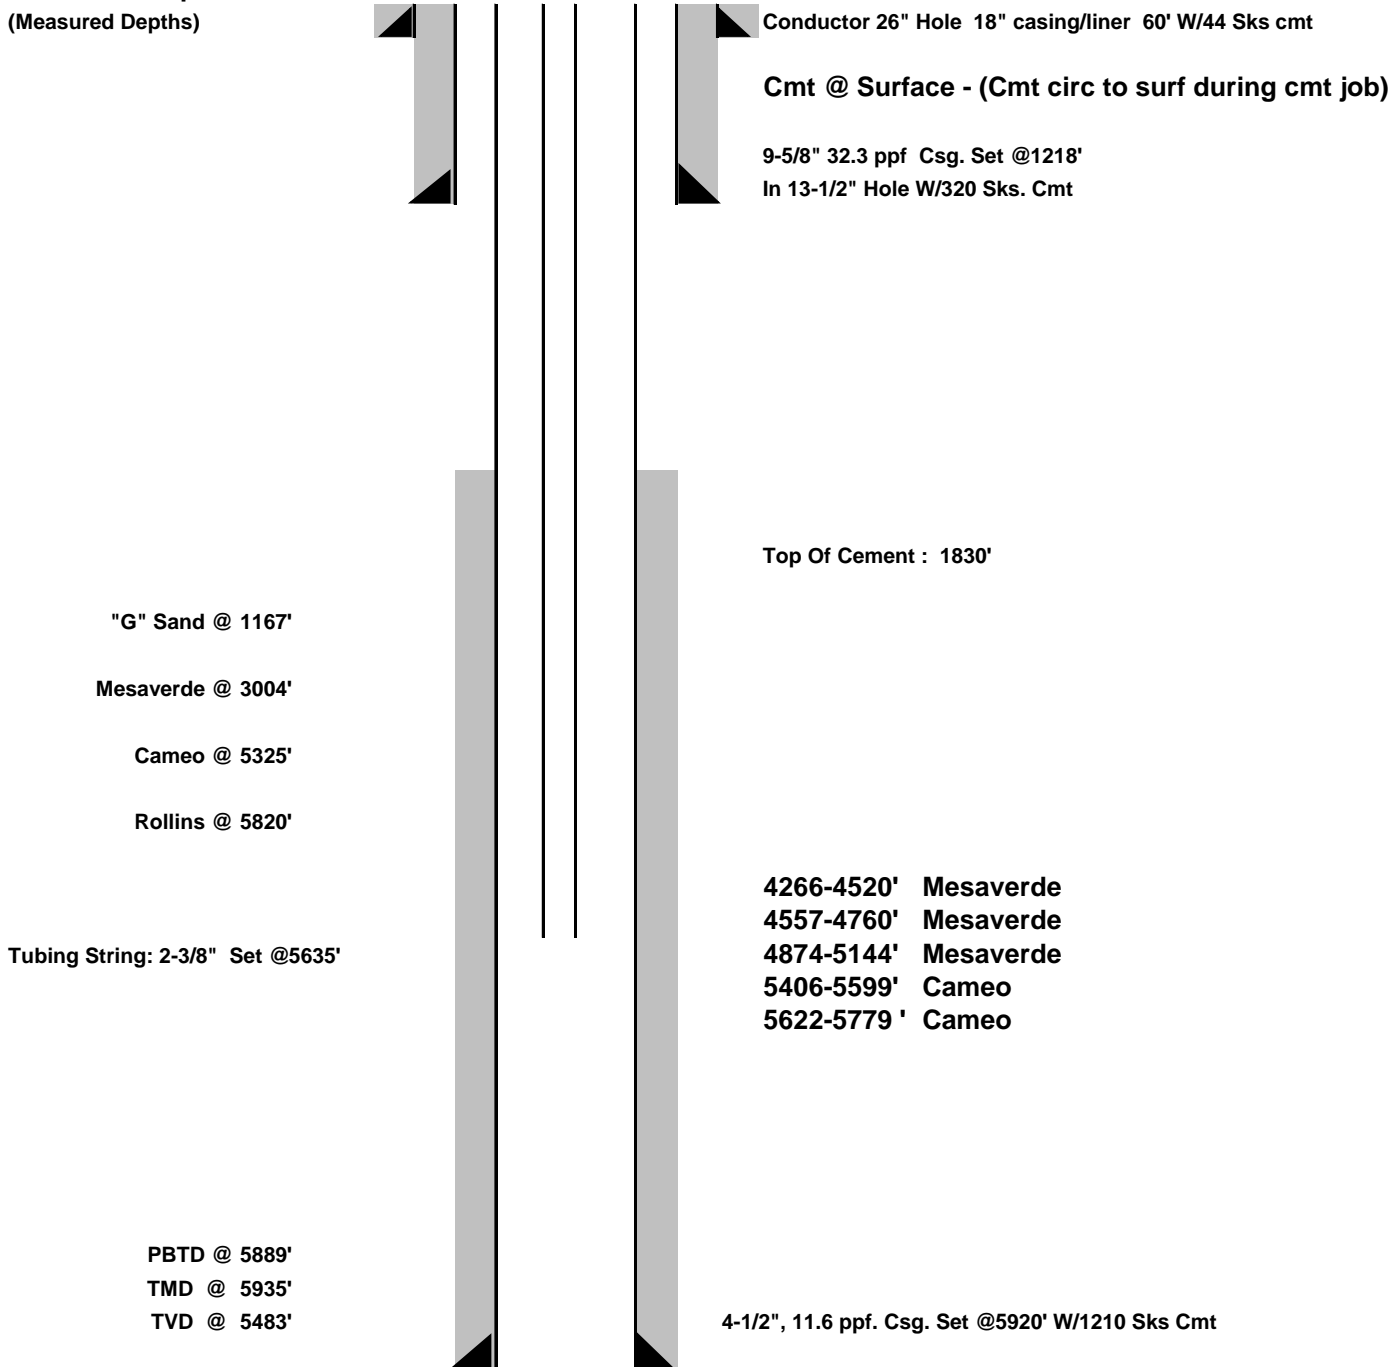 (Measured Depths)
Conductor 26" Hole  18" casing/liner  60' W/44 Sks cmt
Cmt @ Surface - (Cmt circ to surf during cmt job)
9-5/8" 32.3 ppf  Csg. Set @1218'
In 13-1/2" Hole W/320 Sks. Cmt
Top Of Cement :  1830'
"G" Sand @ 1167'
Mesaverde @ 3004'
Cameo @ 5325'
Rollins @ 5820'
4266-4520'   Mesaverde
4557-4760'   Mesaverde
4874-5144'   Mesaverde
5406-5599'   Cameo
5622-5779 '  Cameo
Tubing String: 2-3/8"  Set @5635'
PBTD @ 5889'
TMD  @  5935'
TVD  @  5483'
4-1/2", 11.6 ppf. Csg. Set @5920' W/1210 Sks Cmt